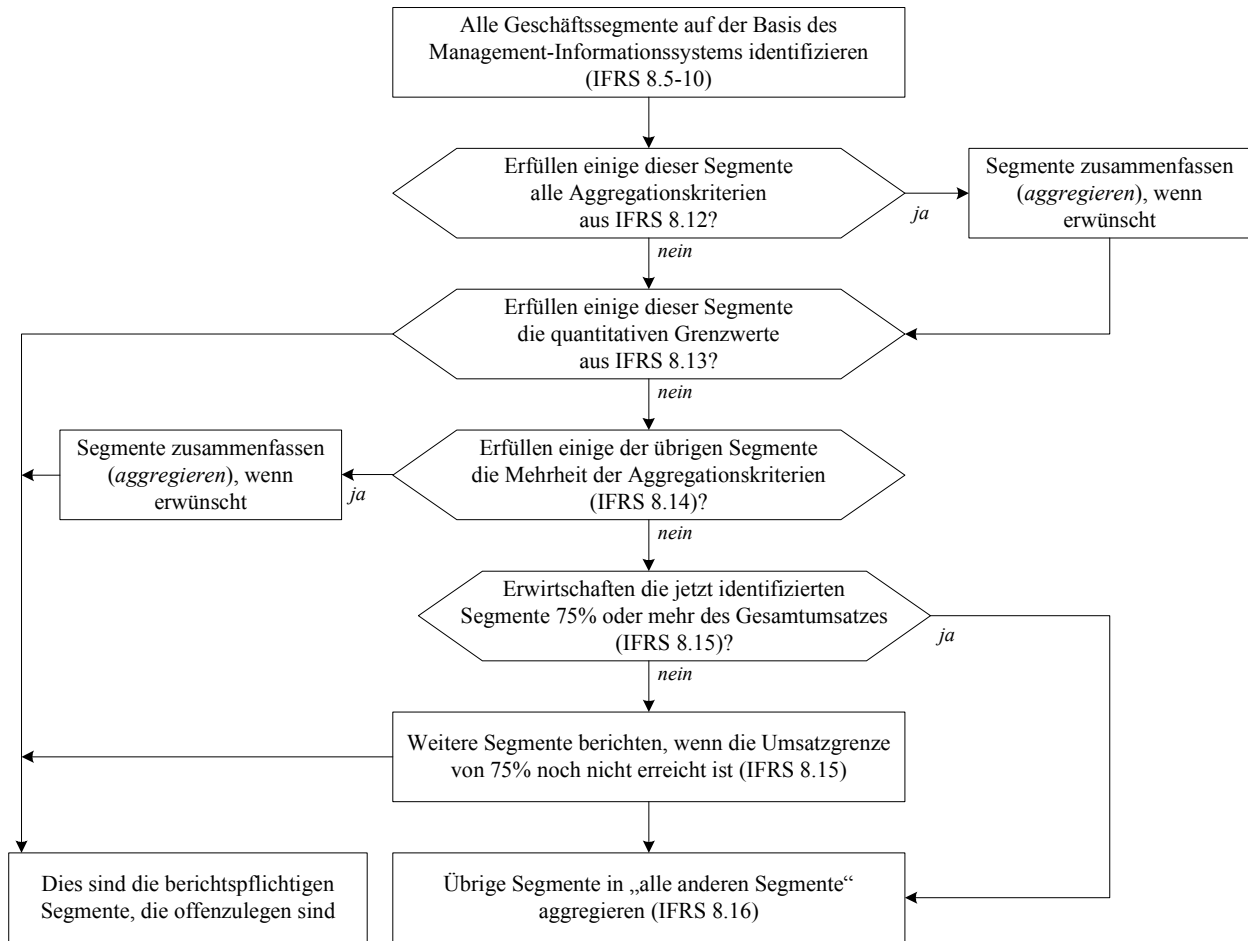 Alle Geschäftssegmente auf der Basis des
Management-Informationssystems identifizieren
(IFRS 8.5-10)
Erfüllen einige dieser Segmente
alle Aggregationskriterien
aus IFRS 8.12?
ja
Segmente zusammenfassen
(aggregieren), wenn
erwünscht
nein
Erfüllen einige dieser Segmente
die quantitativen Grenzwerte
aus IFRS 8.13?
nein
Erfüllen einige der übrigen Segmente
die Mehrheit der Aggregationskriterien
(IFRS 8.14)?
ja
Segmente zusammenfassen
(aggregieren), wenn
erwünscht
nein
Erwirtschaften die jetzt identifizierten
Segmente 75% oder mehr des Gesamtumsatzes
(IFRS 8.15)?
ja
nein
Weitere Segmente berichten, wenn die Umsatzgrenze
von 75% noch nicht erreicht ist (IFRS 8.15)
Dies sind die berichtspflichtigen
Segmente, die offenzulegen sind
Übrige Segmente in „alle anderen Segmente“
aggregieren (IFRS 8.16)